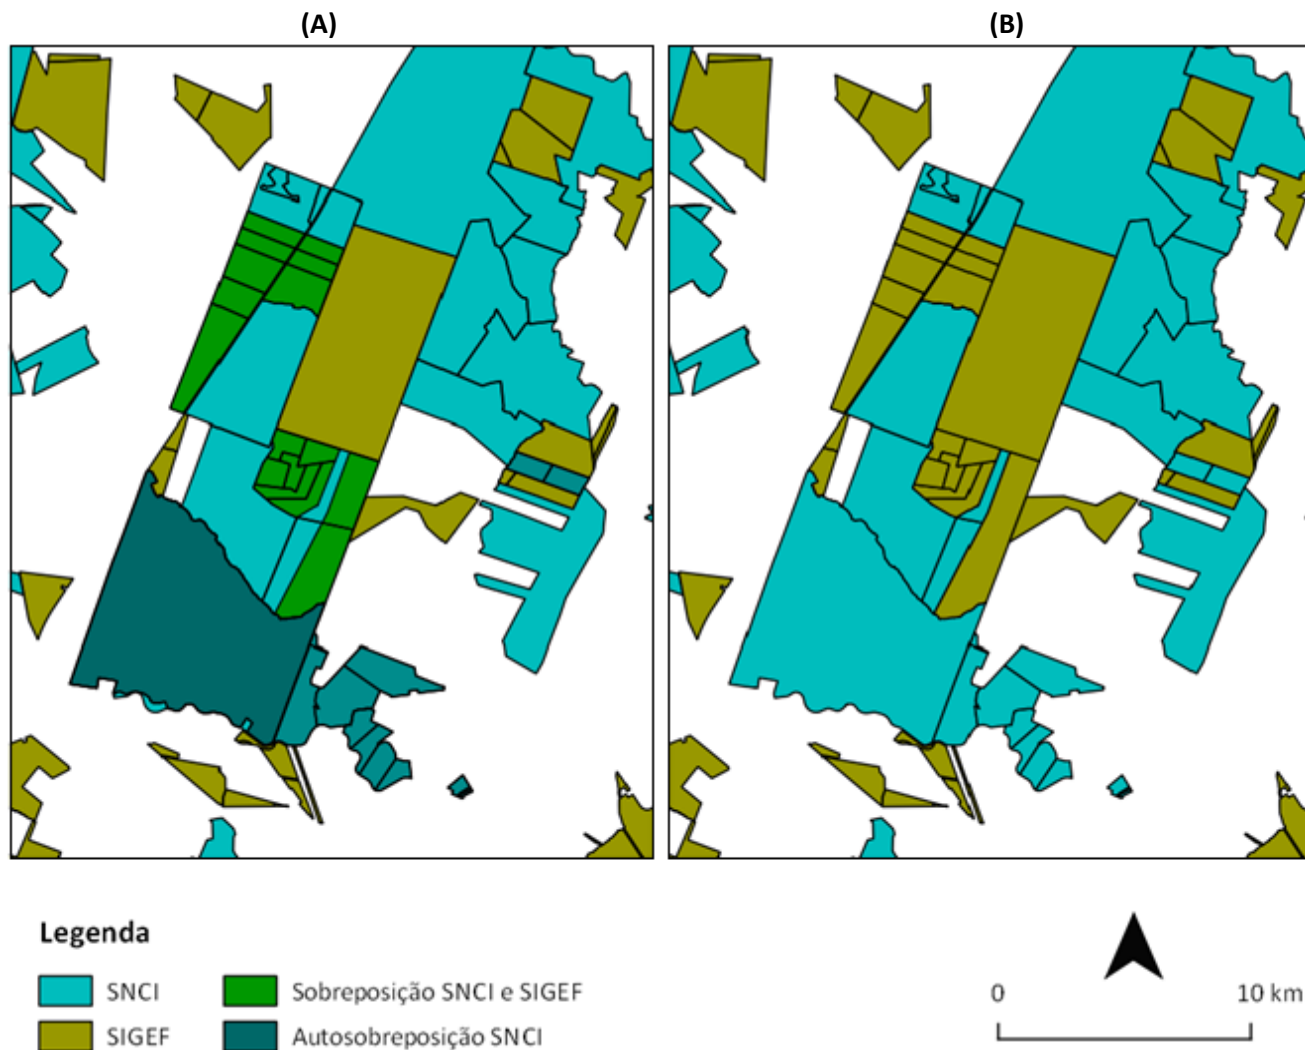 (A) (B)
Legenda
SNCI Sobreposição SNCI e SIGEF
SIGEF Autosobreposição SNCI
0 10 km